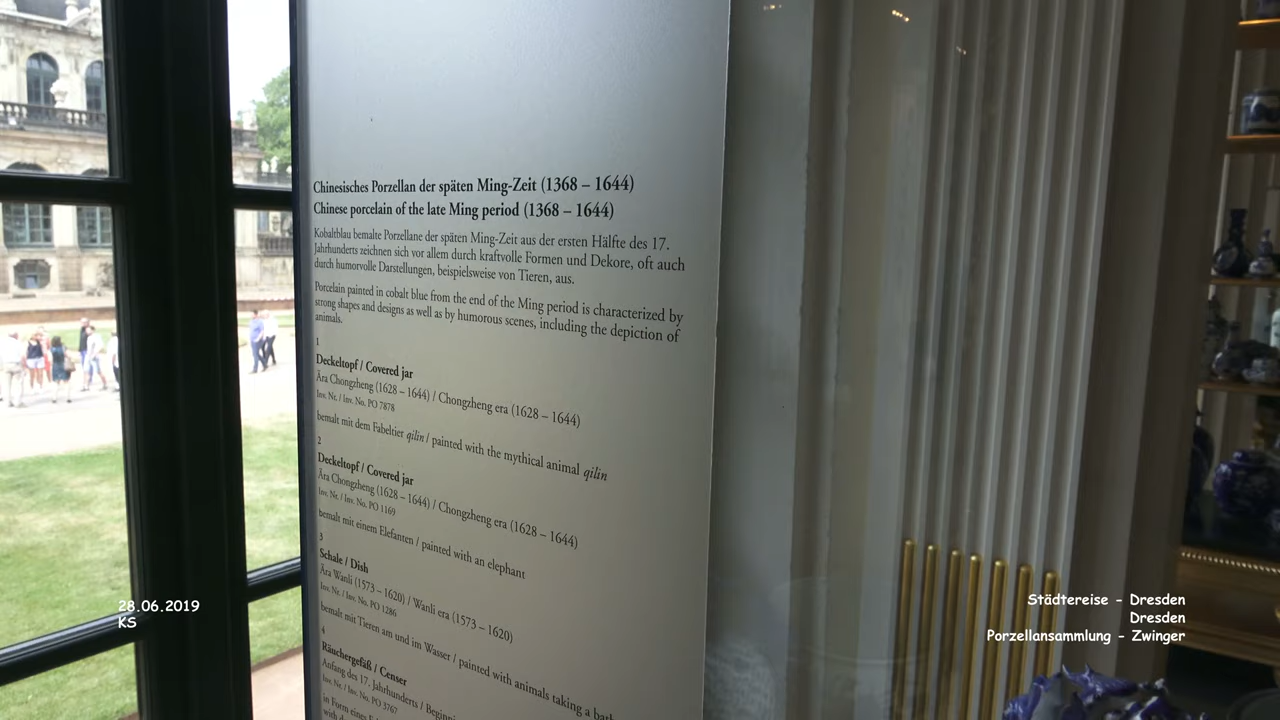 Chinesisches Porzellan der späten Ming-Zeit (1368 – 1644)
Chinese porcelain of the late Ming period (1368 – 1644)
Kobaltblau bemalte Porzellane der späten Ming-Zeit aus der ersten Hälfte des 17.
Jahrhunderts zeichnen sich vor allem durch kraftvolle Formen und Dekore, oft auch
durch humorvolle Darstellungen, beispielsweise von Tieren, aus.
Porcelain painted in cobalt blue from the end of the Ming period is characterized by
strong shapes and designs as well as by humorous scenes, including the depiction of
animals.
1
Deckeltopf / Covered jar
Ära Chongzheng (1628 – 1644) / Chongzheng era (1628 – 1644)
Inv. Nr. / Inv. No. PO 7878
bemalt mit dem Fabeltier qilin / painted with the mythical animal qilin
2
Deckeltopf / Covered jar
Ära Chongzheng (1628 – 1644) / Chongzheng era (1628 – 1644)
Inv. Nr. / Inv. No. PO 1169
bemalt mit einem Elefanten / painted with an elephant
3
Schale / Dish
Ära Wanli (1573 – 1620) / Wanli era (1573 – 1620)
Inv. Nr. / Inv. No. PO 1286
bemalt mit Tieren am und im Wasser / painted with animals taking a
4
Räuchergefäß / Censer
Anfang des 17. Jahrhunderts /
Inv. Nr. / Inv. No. PO 3767
in Form eines
28.06.2019
KS
Städtereise - Dresden
Dresden
Porzellansammlung - Zwinger